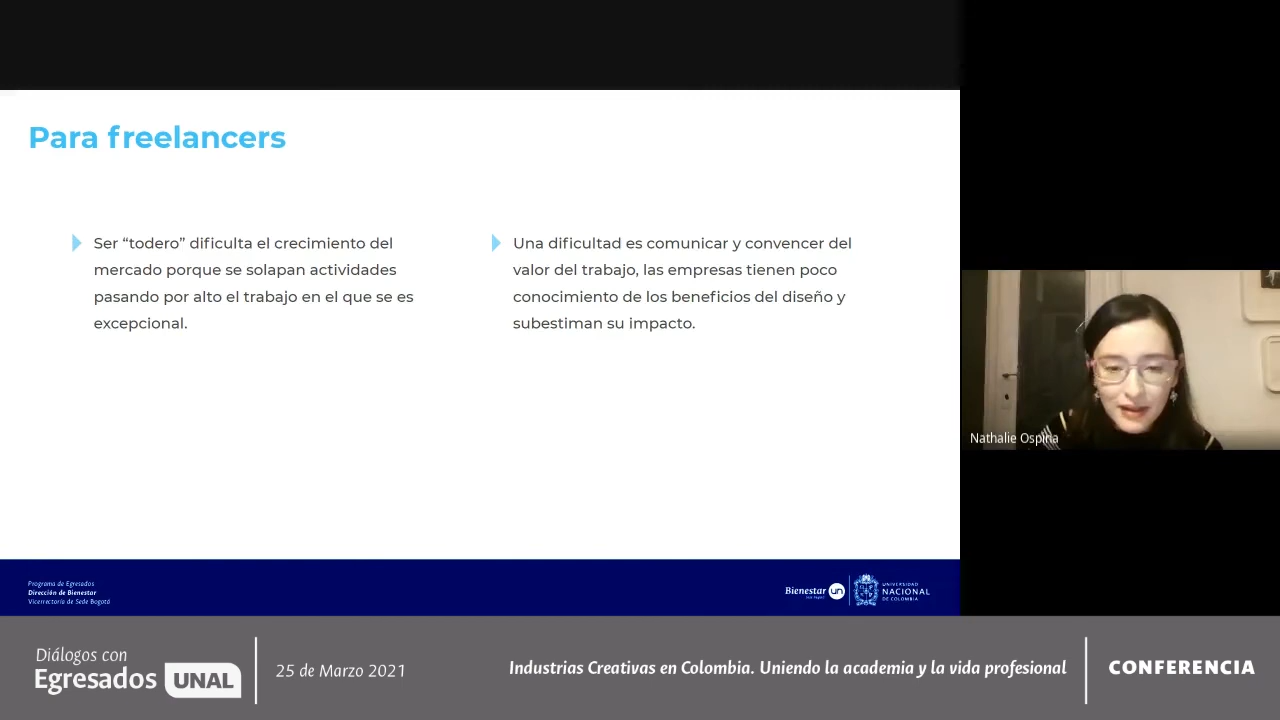 Para freelancers
Ser “todero” dificulta el crecimiento del
mercado porque se solapan actividades
pasando por alto el trabajo en el que se es
excepcional.
Una dificultad es comunicar y convencer del
valor del trabajo, las empresas tienen poco
conocimiento de los beneficios del diseño y
subestiman su impacto.
Nathalie Ospina
Programa de Egresados
Dirección de Bienestar
Vicerrectoría de Sede Bogotá
Bienestar un
UNIVERSIDAD
NACIONAL
DE COLOMBIA
Diálogos con
Egresados UNAL
25 de Marzo 2021
Industrias Creativas en Colombia. Uniendo la academia y la vida profesional
CONFERENCIA